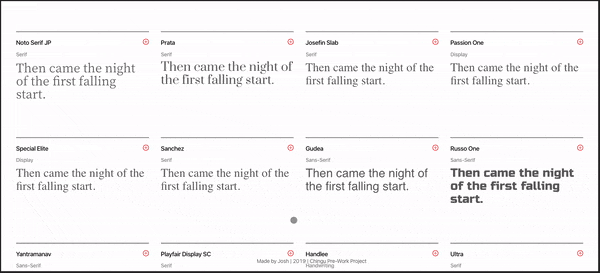 Noto Serif JP
Serif
Then came the night
of the first falling
start.
Prata
Serif
Then came the night of
the first falling start.
Josefin Slab
Serif
Then came the night of the
first falling start.
Passion One
Display
Then came the night of the
first falling start.
Special Elite
Display
Then came the night of the
first falling start.
Sanchez
Serif
Then came the night of the
first falling start.
Gudea
Sans-Serif
Then came the night of the
first falling start.
Russo One
Sans-Serif
Then came the night
of the first falling
start.
Yantramanav
Sans-Serif
Playfair Display SC
Serif
Handlee
Handwriting
Ultra
Serif
Made by Josh | 2019 | Chingu Pre-Work Project